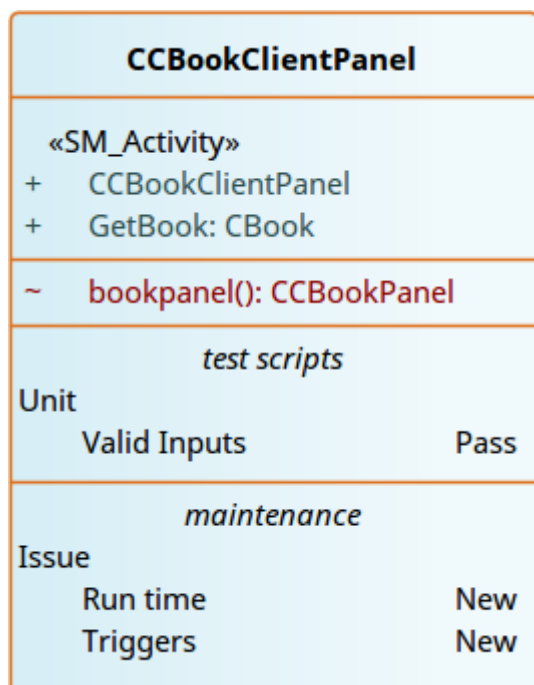 CCBookClientPanel
«SM_Activity»
+ CCBookClientPanel
+ GetBook: CBook
~ bookpanel(): CCBookPanel
test scripts
Unit
Valid Inputs Pass
maintenance
Issue
Run time New
Triggers New